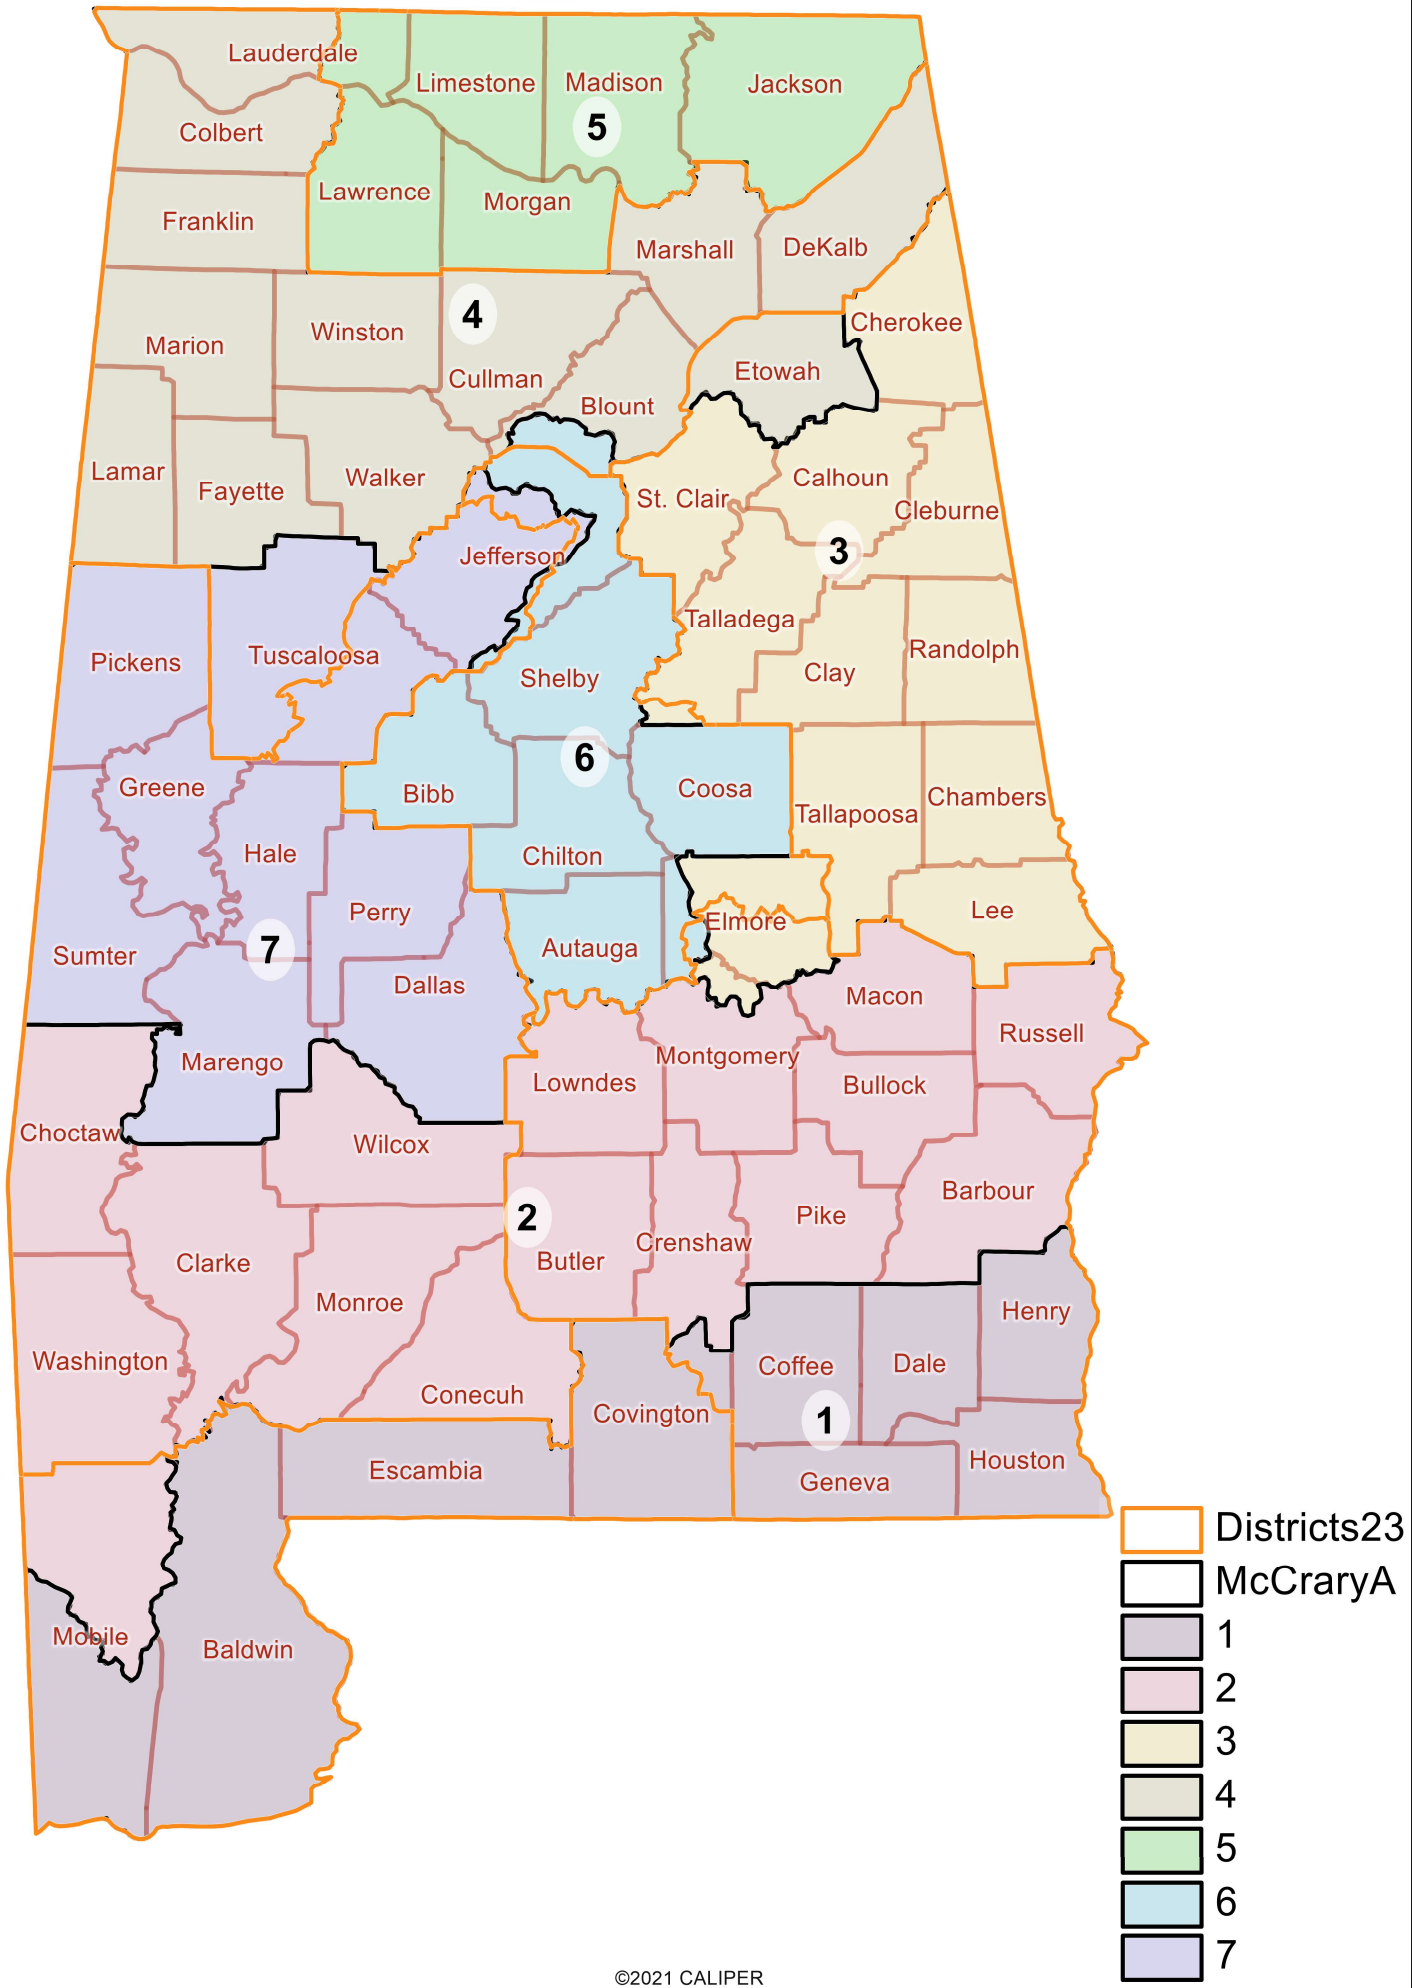 Lauderdale
Limestone
Madison
Jackson
5
Colbert
Lawrence
Morgan
Franklin
Marshall
DeKalb
4
Cherokee
Winston
Marion
Etowah
Cullman
Blount
Lamar
Walker
Fayette
St. Clair
Calhoun
Cleburne
3
Jefferson
Talladega
Pickens
Tuscaloosa
Randolph
Clay
Shelby
6
Greene
Bibb
Coosa
Chambers
Tallapoosa
Hale
Chilton
Perry
Lee
Elmore
7
Sumter
Autauga
Dallas
Macon
Russell
Marengo
Montgomery
Lowndes
Bullock
Choctaw
Wilcox
Barbour
2
Pike
Crenshaw
Butler
Clarke
Monroe
Henry
Washington
Coffee
Dale
Conecuh
Covington
1
Escambia
Houston
Geneva
Mobile
Baldwin
Districts23
McCraryA
1
2
3
4
5
6
7
©2021 CALIPER